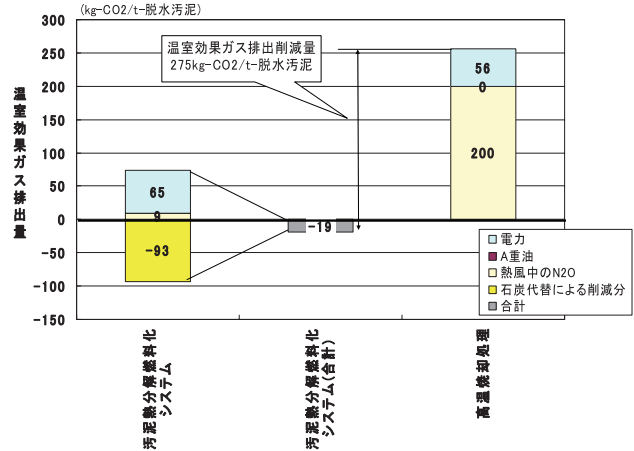 (kg-CO2/t-脱水汚泥)
温室効果ガス排出量
300
250
200
150
100
50
0
-50
-100
-150
温室効果ガス排出削減量
275kg-CO2/t-脱水汚泥
65
9
-93
-19
56
0
200
電力
A重油
熱風中のN2O
石炭代替による削減分
合計
汚泥熱分解燃料化
システム
汚泥熱分解燃料化
システム(合計)
高温焼却処理